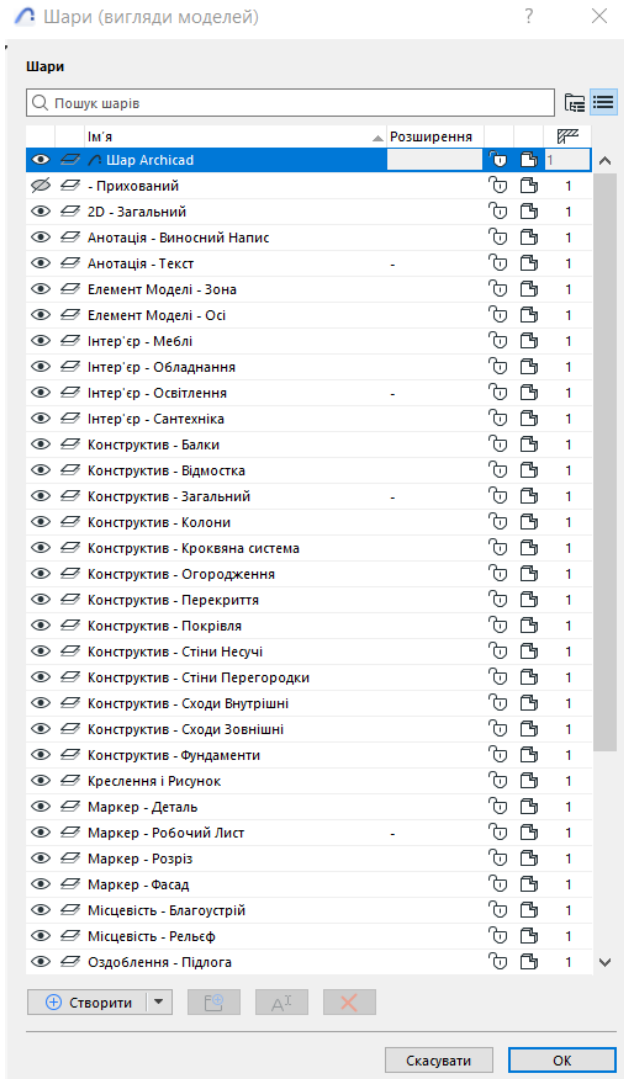 Шари (вигляди моделей) ?
Шари
Пошук шарів
Ім'я Розширення
Шар Archicad 1
- Прихований 1
2D - Загальний 1
Анотація - Виносний Напис 1
Анотація - Текст - 1
Елемент Моделі - Зона 1
Елемент Моделі - Осі 1
Інтер'єр - Меблі 1
Інтер'єр - Обладнання 1
Інтер'єр - Освітлення - 1
Інтер'єр - Сантехніка 1
Конструктив - Балки 1
Конструктив - Відмостка 1
Конструктив - Загальний - 1
Конструктив - Колони 1
Конструктив - Кроквяна система 1
Конструктив - Огородження 1
Конструктив - Перекриття 1
Конструктив - Покрівля 1
Конструктив - Стіни Несучі 1
Конструктив - Стіни Перегородки 1
Конструктив - Сходи Внутрішні 1
Конструктив - Сходи Зовнішні 1
Конструктив - Фундаменти 1
Креслення і Рисунок 1
Маркер - Деталь 1
Маркер - Робочий Лист - 1
Маркер - Розріз 1
Маркер - Фасад 1
Місцевість - Благоустрій 1
Місцевість - Рельєф 1
Оздоблення - Підлога 1
Створити
Скасувати OK